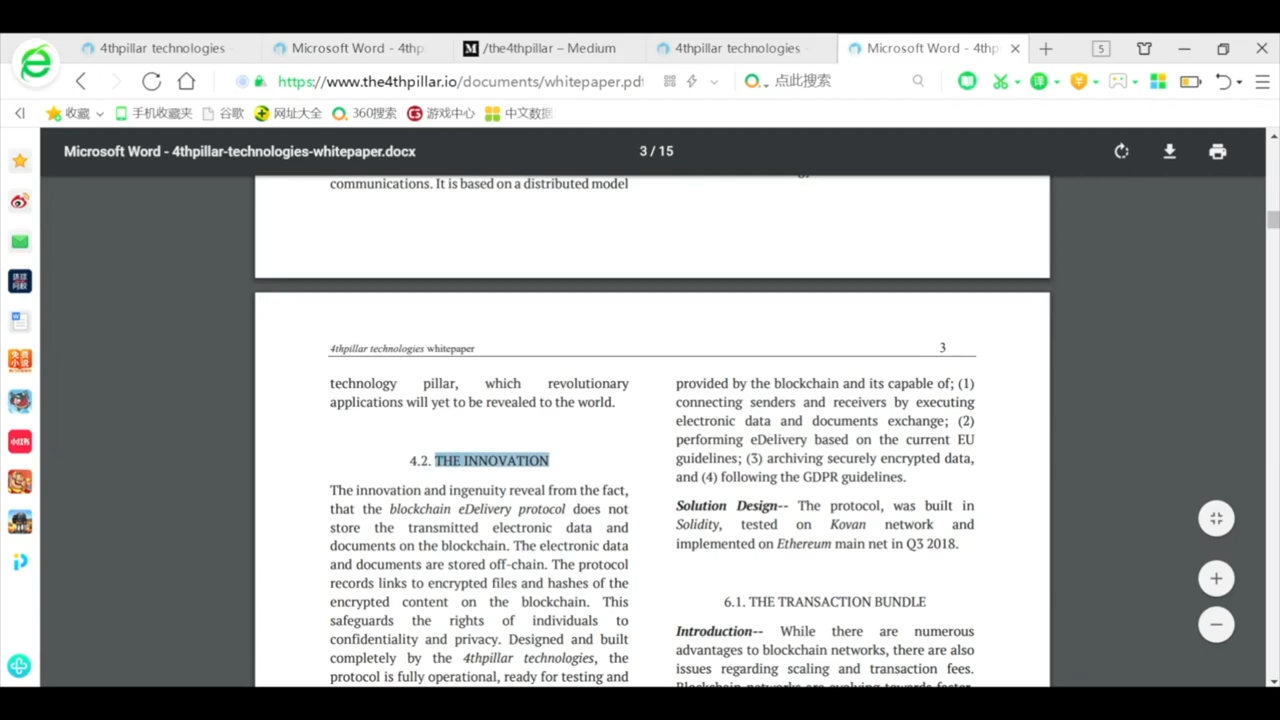 4thpillar technologies
Microsoft Word - 4thp
/the4thpillar – Medium
4thpillar technologies
Microsoft Word - 4thp
5
https://www.the4thpillar.io/documents/whitepaper.pdf
点此搜索
收藏
手机收藏夹
谷歌
网址大全
360搜索
游戏中心
中文数据
Microsoft Word - 4thpillar-technologies-whitepaper.docx
3 / 15
communications. It is based on a distributed model
4thpillar technologies whitepaper
3
technology pillar, which revolutionary
applications will yet to be revealed to the world.
4.2. THE INNOVATION
The innovation and ingenuity reveal from the fact,
that the blockchain eDelivery protocol does not
store the transmitted electronic data and
documents on the blockchain. The electronic data
and documents are stored off-chain. The protocol
records links to encrypted files and hashes of the
encrypted content on the blockchain. This
safeguards the rights of individuals to
confidentiality and privacy. Designed and built
completely by the 4thpillar technologies, the
protocol is fully operational, ready for testing and
provided by the blockchain and its capable of; (1)
connecting senders and receivers by executing
electronic data and documents exchange; (2)
performing eDelivery based on the current EU
guidelines; (3) archiving securely encrypted data,
and (4) following the GDPR guidelines.
Solution Design-- The protocol, was built in
Solidity, tested on Kovan network and
implemented on Ethereum main net in Q3 2018.
6.1. THE TRANSACTION BUNDLE
Introduction-- While there are numerous
advantages to blockchain networks, there are also
issues regarding scaling and transaction fees.
Blockchain networks are evolving towards faster,